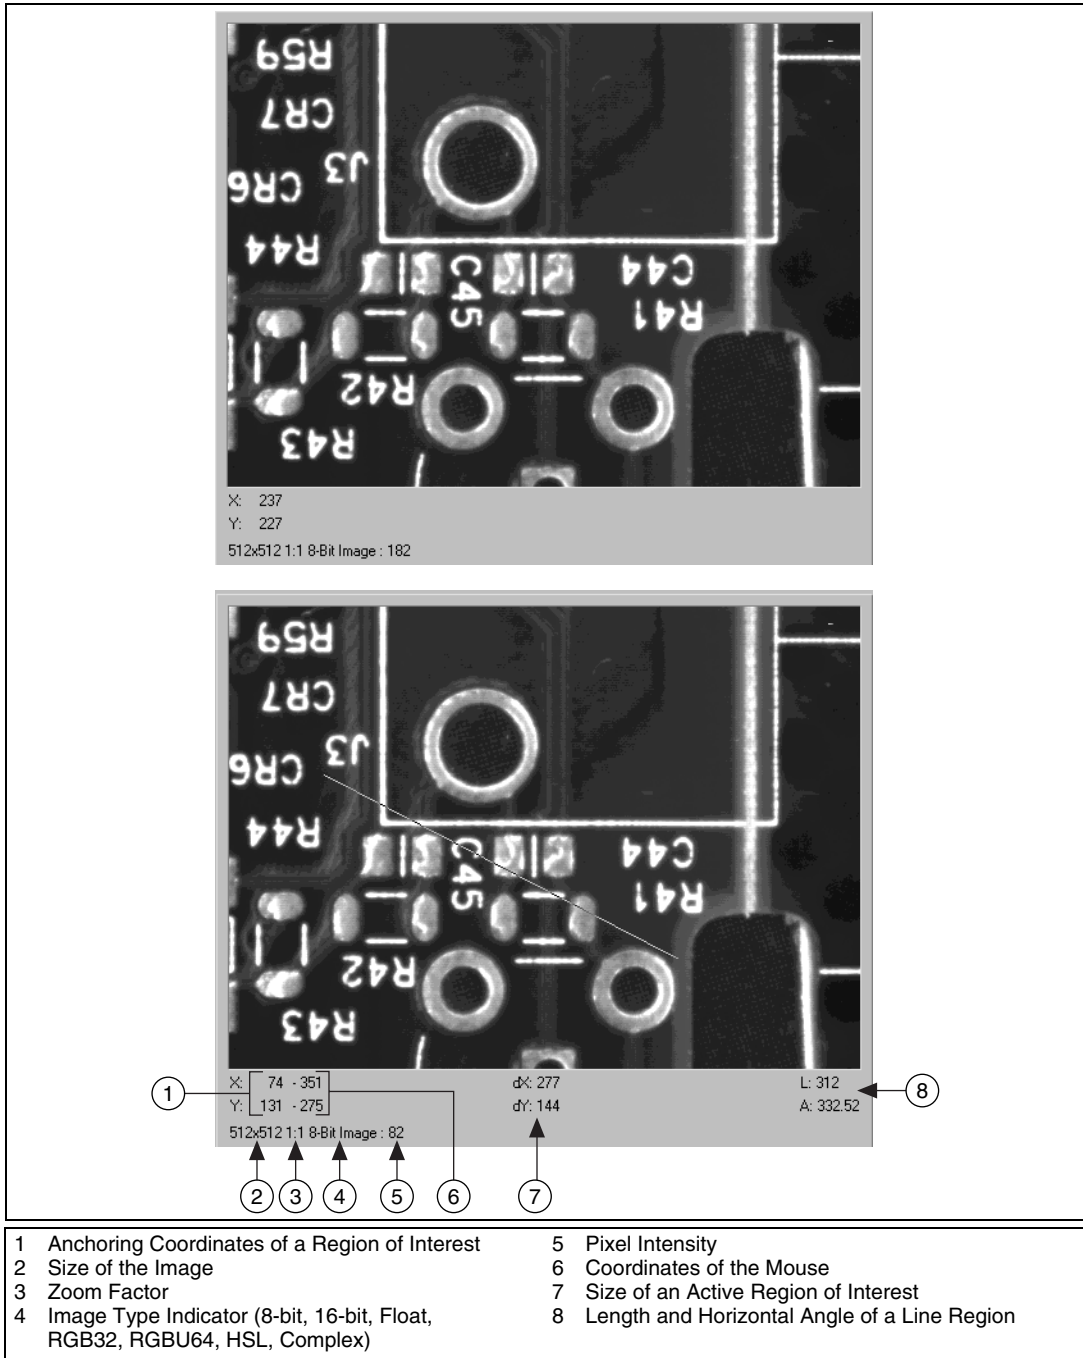 R59
CR7
J3
CR6
R44
C45
C44
R41
R42
R43
X: 237
Y: 227
512x512 1:1 8-Bit Image : 182
R59
CR7
J3
CR6
R44
C45
C44
R41
R42
R43
1 X: 74 - 351 dX: 277 L: 312 8
Y: 131 - 275 dY: 144 A: 332.52
512x512 1:1 8-Bit Image : 82
2 3 4 5 6 7
1 Anchoring Coordinates of a Region of Interest
2 Size of the Image
3 Zoom Factor
4 Image Type Indicator (8-bit, 16-bit, Float,
RGB32, RGBU64, HSL, Complex)
5 Pixel Intensity
6 Coordinates of the Mouse
7 Size of an Active Region of Interest
8 Length and Horizontal Angle of a Line Region